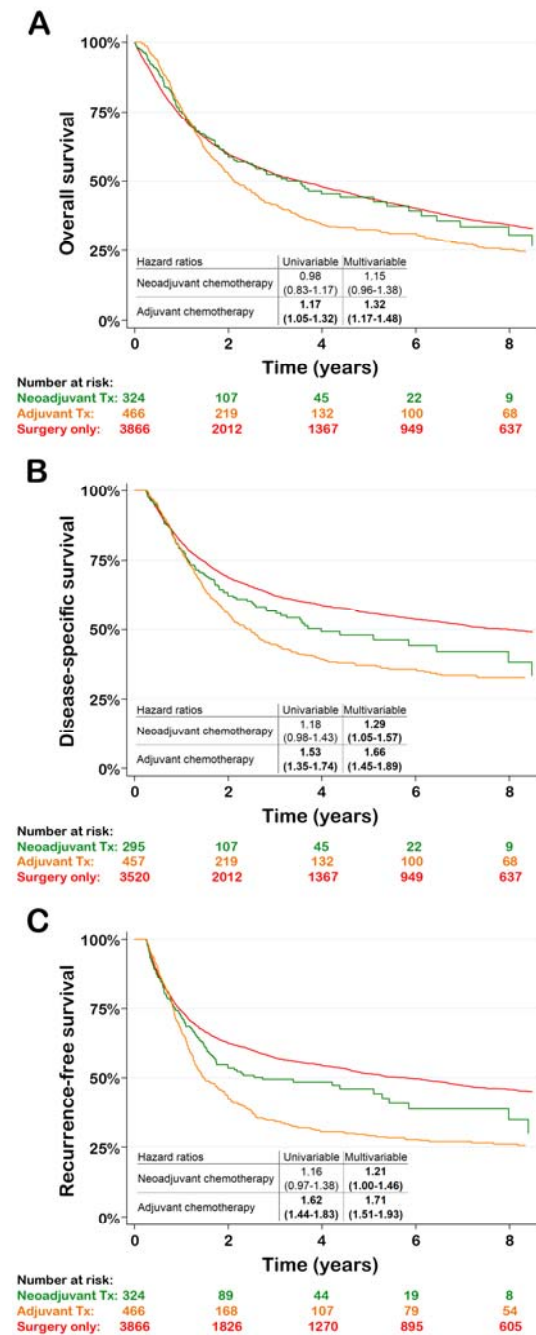 A
100%
75%
50%
25%
0%
Overall survival
Hazard ratios Univariable Multivariable
Neoadjuvant chemotherapy 0.98 (0.83-1.17) 1.15 (0.96-1.38)
Adjuvant chemotherapy 1.17 (1.05-1.32) 1.32 (1.17-1.48)
0 2 4 6 8
Time (years)
Number at risk:
Neoadjuvant Tx: 324 107 45 22 9
Adjuvant Tx: 466 219 132 100 68
Surgery only: 3866 2012 1367 949 637
B
100%
75%
50%
25%
0%
Disease-specific survival
Hazard ratios Univariable Multivariable
Neoadjuvant chemotherapy 1.18 (0.98-1.43) 1.29 (1.05-1.57)
Adjuvant chemotherapy 1.53 (1.35-1.74) 1.66 (1.45-1.89)
0 2 4 6 8
Time (years)
Number at risk:
Neoadjuvant Tx: 295 107 45 22 9
Adjuvant Tx: 457 219 132 100 68
Surgery only: 3520 2012 1367 949 637
C
100%
75%
50%
25%
0%
Recurrence-free survival
Hazard ratios Univariable Multivariable
Neoadjuvant chemotherapy 1.16 (0.97-1.38) 1.21 (1.00-1.46)
Adjuvant chemotherapy 1.62 (1.44-1.83) 1.71 (1.51-1.93)
0 2 4 6 8
Time (years)
Number at risk:
Neoadjuvant Tx: 324 89 44 19 8
Adjuvant Tx: 466 168 107 79 54
Surgery only: 3866 1826 1270 895 605